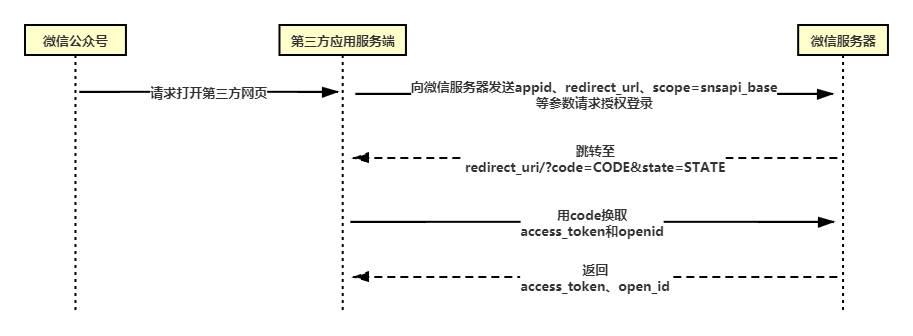 微信公众号
第三方应用服务端
微信服务器
请求打开第三方网页
向微信服务器发送appid、redirect_url、scope=snsapi_base
等参数请求授权登录
跳转至
redirect_uri/?code=CODE&state=STATE
用code换取
access_token和openid
返回
access_token、open_id